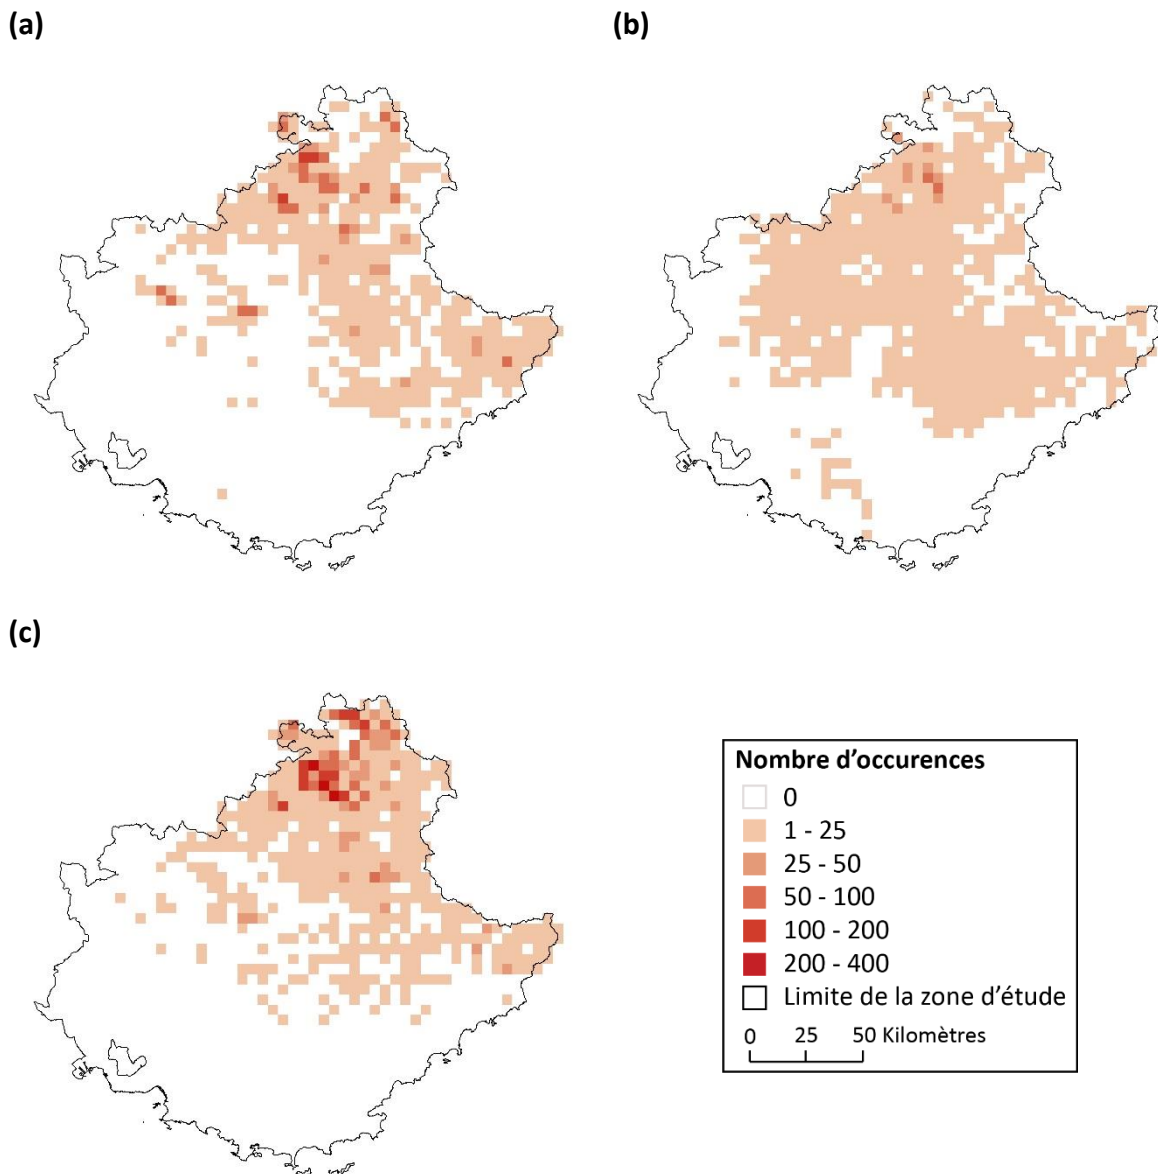 (a)
(b)
(c)
Nombre d'occurences
0
1 - 25
25 - 50
50 - 100
100 - 200
200 - 400
Limite de la zone d'étude
0 25 50 Kilomètres